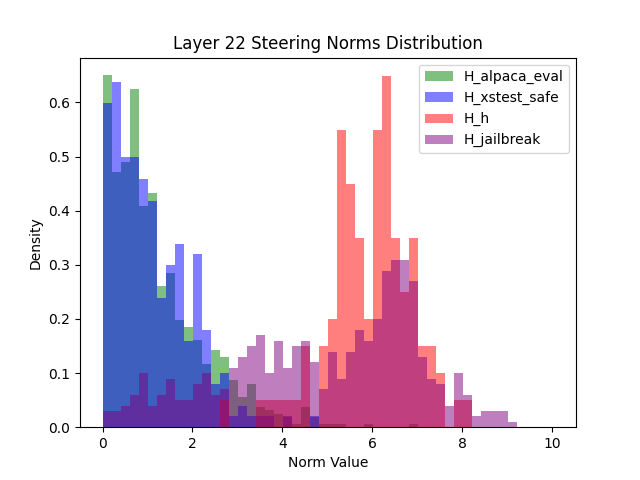 Layer 22 Steering Norms Distribution
H_alpaca_eval
H_xstest_safe
H_h
H_jailbreak
Density
0.6
0.5
0.4
0.3
0.2
0.1
0.0
0 2 4 6 8 10
Norm Value